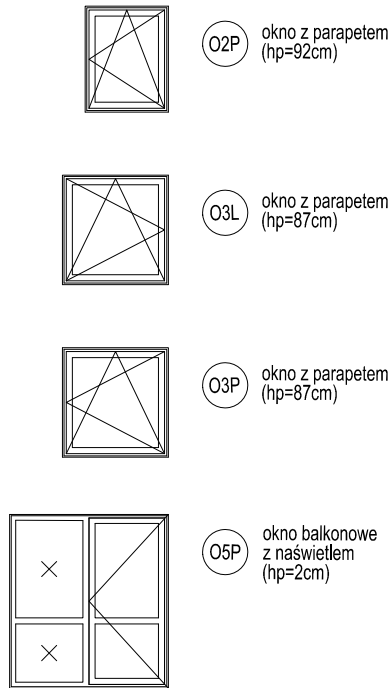 O2P
okno z parapetem
(hp=92cm)
O3L
okno z parapetem
(hp=87cm)
O3P
okno z parapetem
(hp=87cm)
O5P
okno balkonowe
z naświetlem
(hp=2cm)